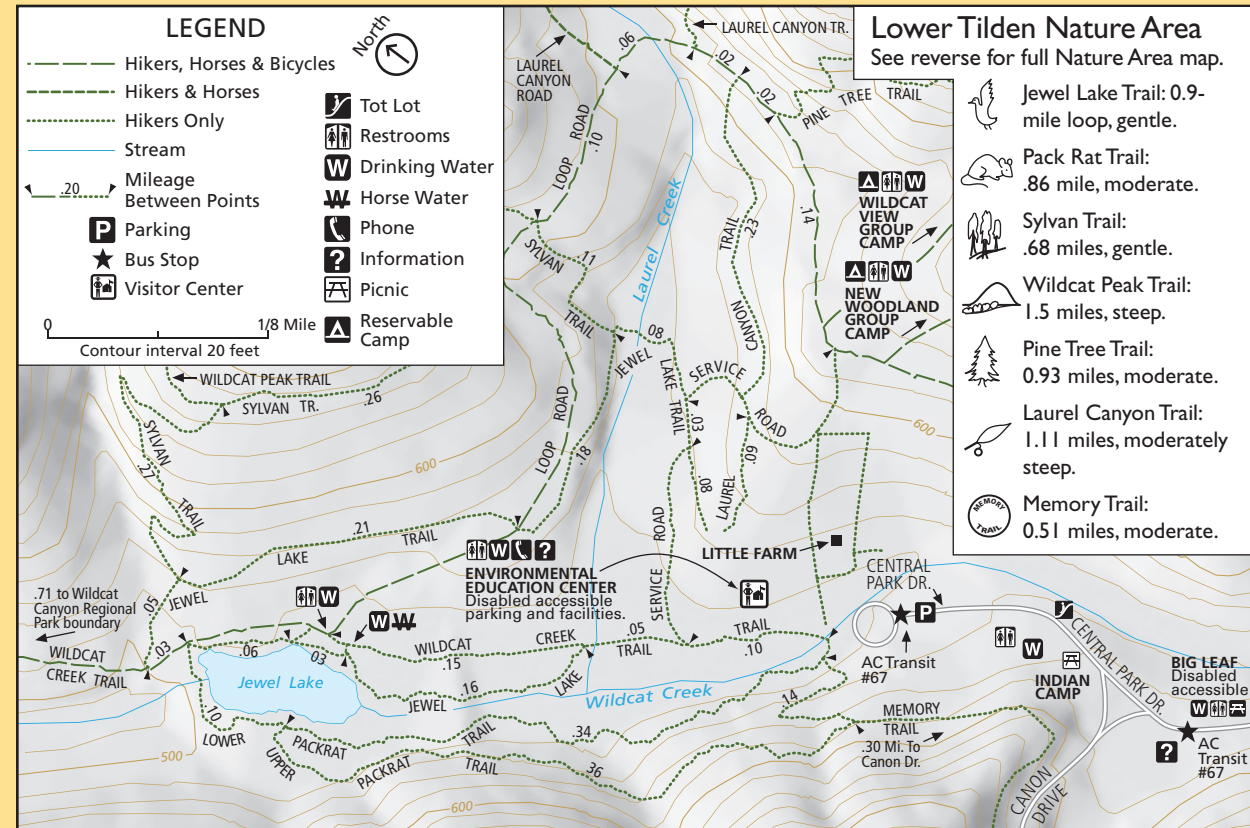 LEGEND
North
Hikers, Horses & Bicycles
Hikers & Horses
Hikers Only
Stream
.20
Mileage
Between Points
P Parking
Bus Stop
Visitor Center
Tot Lot
Restrooms
W Drinking Water
W Horse Water
Phone
? Information
Picnic
Reservable
Camp
0
1/8 Mile
Contour interval 20 feet
Lower Tilden Nature Area
See reverse for full Nature Area map.
Jewel Lake Trail: 0.9-
mile loop, gentle.
Pack Rat Trail:
.86 mile, moderate.
Sylvan Trail:
.68 miles, gentle.
Wildcat Peak Trail:
1.5 miles, steep.
Pine Tree Trail:
0.93 miles, moderate.
Laurel Canyon Trail:
1.11 miles, moderately
steep.
MEMORY
TRAIL
Memory Trail:
0.51 miles, moderate.
LAUREL CANYON TR.
LAUREL
CANYON
ROAD
.06
.02
.02
PINE TREE TRAIL
LOOP ROAD
.10
.14
Laurel Creek
TRAIL
.23
CANYON
WILDCAT
VIEW
GROUP
CAMP
W
NEW
WOODLAND
GROUP
CAMP
W
SYLVAN
.11
TRAIL
.08
JEWEL
LAKE TRAIL
.03
SERVICE
ROAD
.09
.08
LAUREL
600
WILDCAT PEAK TRAIL
SYLVAN TR.
.26
SYLVAN
.27
TRAIL
600
LOOP ROAD
.18
.21
LAKE TRAIL
JEWEL
.05
.71 to Wildcat
Canyon Regional
Park boundary
WILDCAT
CREEK TRAIL
.03
.06
.03
W
W W
W ?
ENVIRONMENTAL
EDUCATION CENTER
Disabled accessible
parking and facilities.
SERVICE ROAD
LITTLE FARM
CENTRAL
PARK DR.
P
AC Transit
#67
WILDCAT CREEK TRAIL
.15
.05
TRAIL
.10
.16
JEWEL LAKE
Jewel Lake
Wildcat Creek
.10
LOWER PACKRAT TRAIL
.34
UPPER PACKRAT TRAIL
.36
.14
MEMORY
TRAIL
.30 Mi. To
Canon Dr.
W
INDIAN
CAMP
CENTRAL PARK DR.
BIG LEAF
Disabled
accessible
W
?
AC
Transit
#67
CANON
DRIVE
500
600